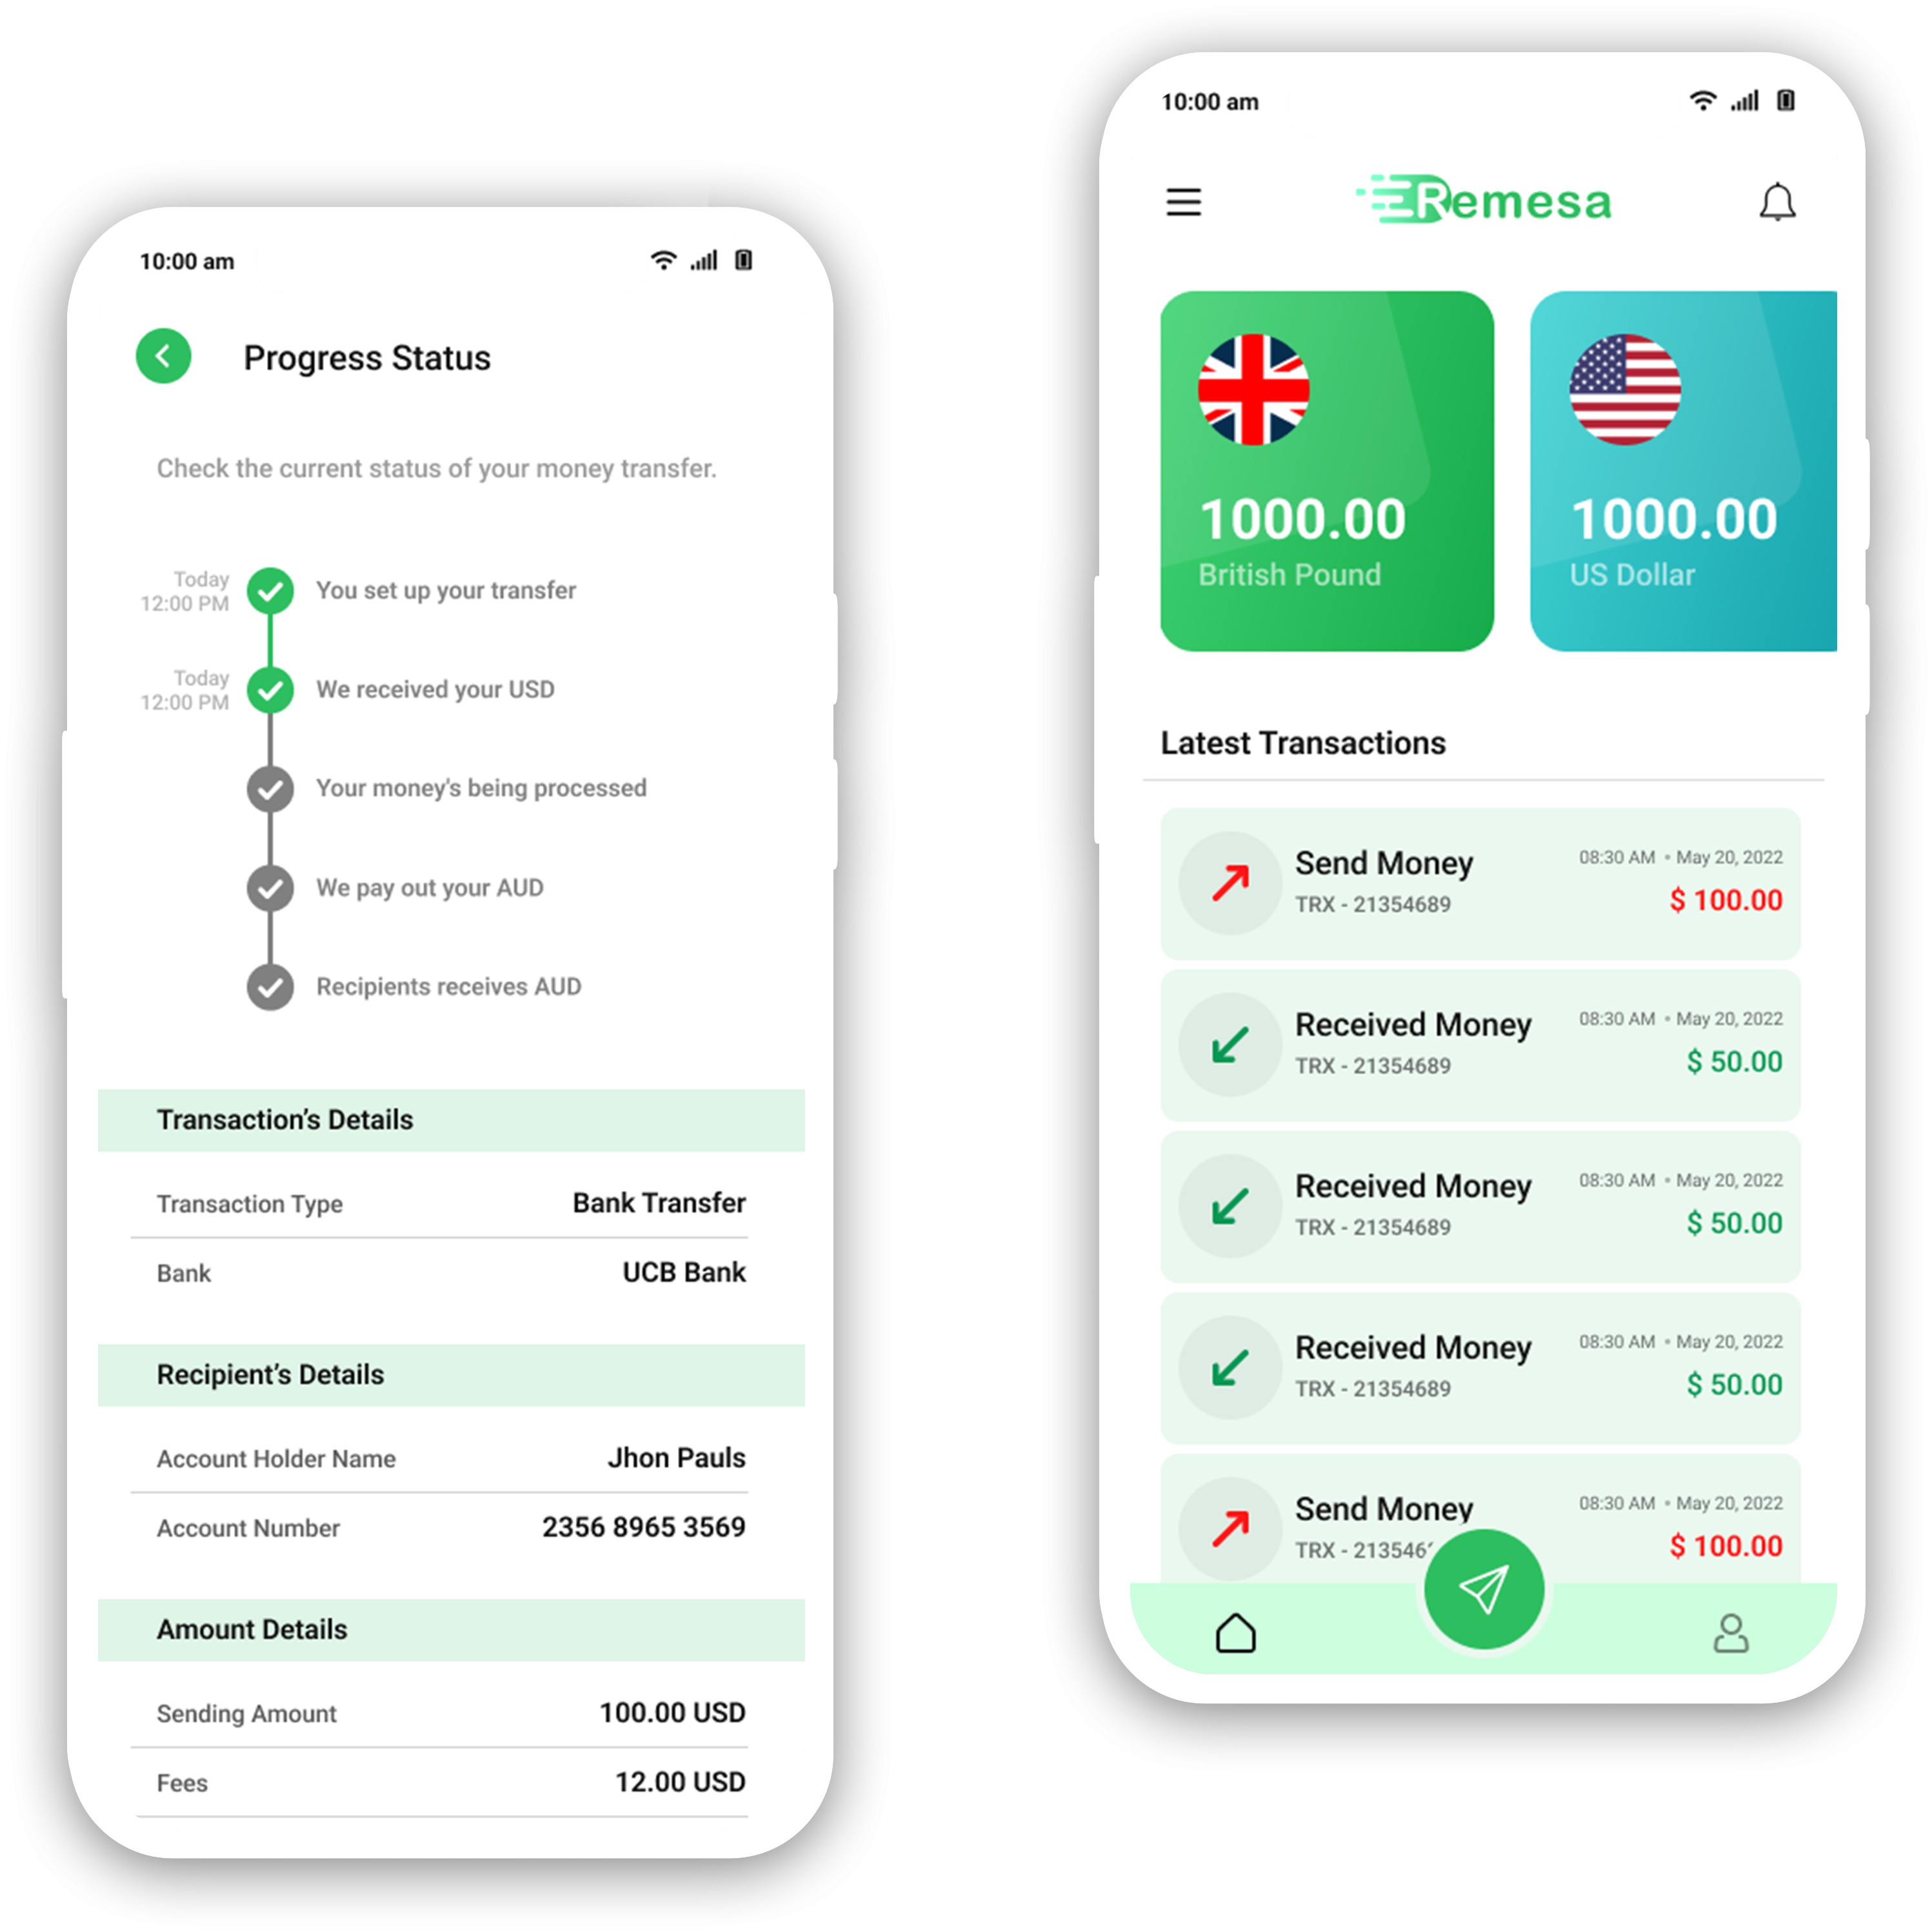 10:00 am
Progress Status
Check the current status of your money transfer.
Today
12:00 PM
You set up your transfer
Today
12:00 PM
We received your USD
Your money's being processed
We pay out your AUD
Recipients receives AUD
Transaction’s Details
Transaction Type Bank Transfer
Bank UCB Bank
Recipient’s Details
Account Holder Name Jhon Pauls
Account Number 2356 8965 3569
Amount Details
Sending Amount 100.00 USD
Fees 12.00 USD
10:00 am
Remesa
1000.00
British Pound
1000.00
US Dollar
Latest Transactions
Send Money 08:30 AM • May 20, 2022
TRX - 21354689 $ 100.00
Received Money 08:30 AM • May 20, 2022
TRX - 21354689 $ 50.00
Received Money 08:30 AM • May 20, 2022
TRX - 21354689 $ 50.00
Received Money 08:30 AM • May 20, 2022
TRX - 21354689 $ 50.00
Send Money 08:30 AM • May 20, 2022
TRX - $ 100.00